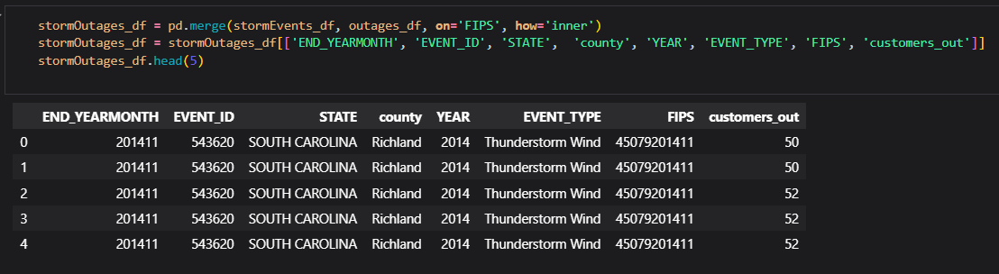 stormOutages_df = pd.merge(stormEvents_df, outages_df, on='FIPS', how='inner')
stormOutages_df = stormOutages_df[['END_YEARMONTH', 'EVENT_ID', 'STATE',  'county', 'YEAR', 'EVENT_TYPE', 'FIPS', 'customers_out']]
stormOutages_df.head(5)
END_YEARMONTH EVENT_ID STATE county YEAR EVENT_TYPE FIPS customers_out
0 201411 543620 SOUTH CAROLINA Richland 2014 Thunderstorm Wind 45079201411 50
1 201411 543620 SOUTH CAROLINA Richland 2014 Thunderstorm Wind 45079201411 50
2 201411 543620 SOUTH CAROLINA Richland 2014 Thunderstorm Wind 45079201411 52
3 201411 543620 SOUTH CAROLINA Richland 2014 Thunderstorm Wind 45079201411 52
4 201411 543620 SOUTH CAROLINA Richland 2014 Thunderstorm Wind 45079201411 52